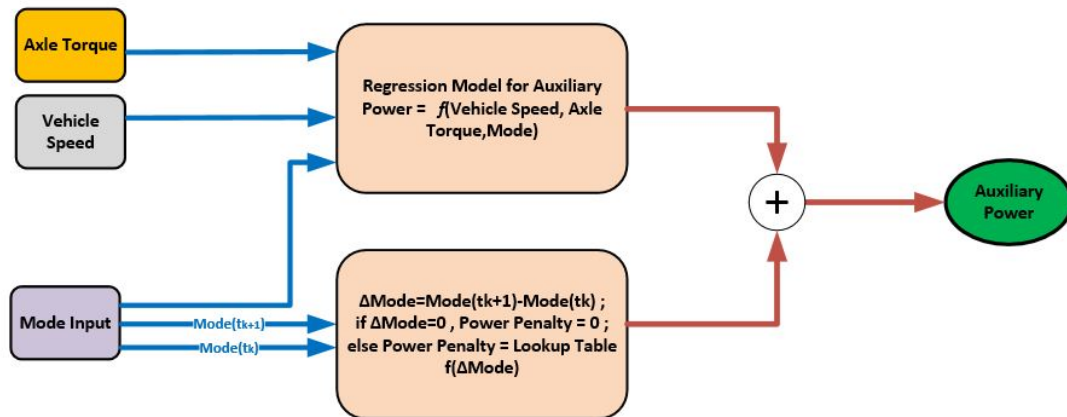 Axle Torque
Vehicle
Speed
Regression Model for Auxiliary
Power = f(Vehicle Speed, Axle
Torque,Mode)
+
Auxiliary
Power
Mode Input
Mode(tk+1)
Mode(tk)
ΔMode=Mode(tk+1)-Mode(tk) ;
if ΔMode=0 , Power Penalty = 0 ;
else Power Penalty = Lookup Table
f(ΔMode)